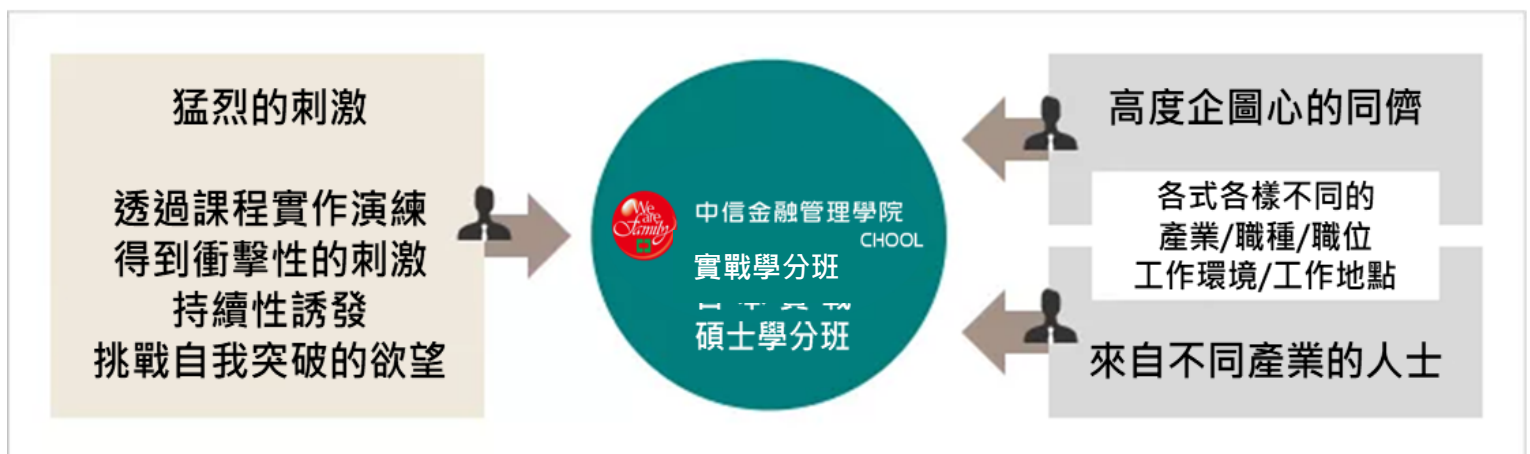 猛烈的刺激
透過課程實作演練
得到衝擊性的刺激
持續性誘發
挑戰自我突破的欲望
We
care
Family
中信金融管理學院
CHOOL
實戰學分班
碩士學分班
高度企圖心的同儕
各式各樣不同的
產業/職種/職位
工作環境/工作地點
來自不同產業的人士